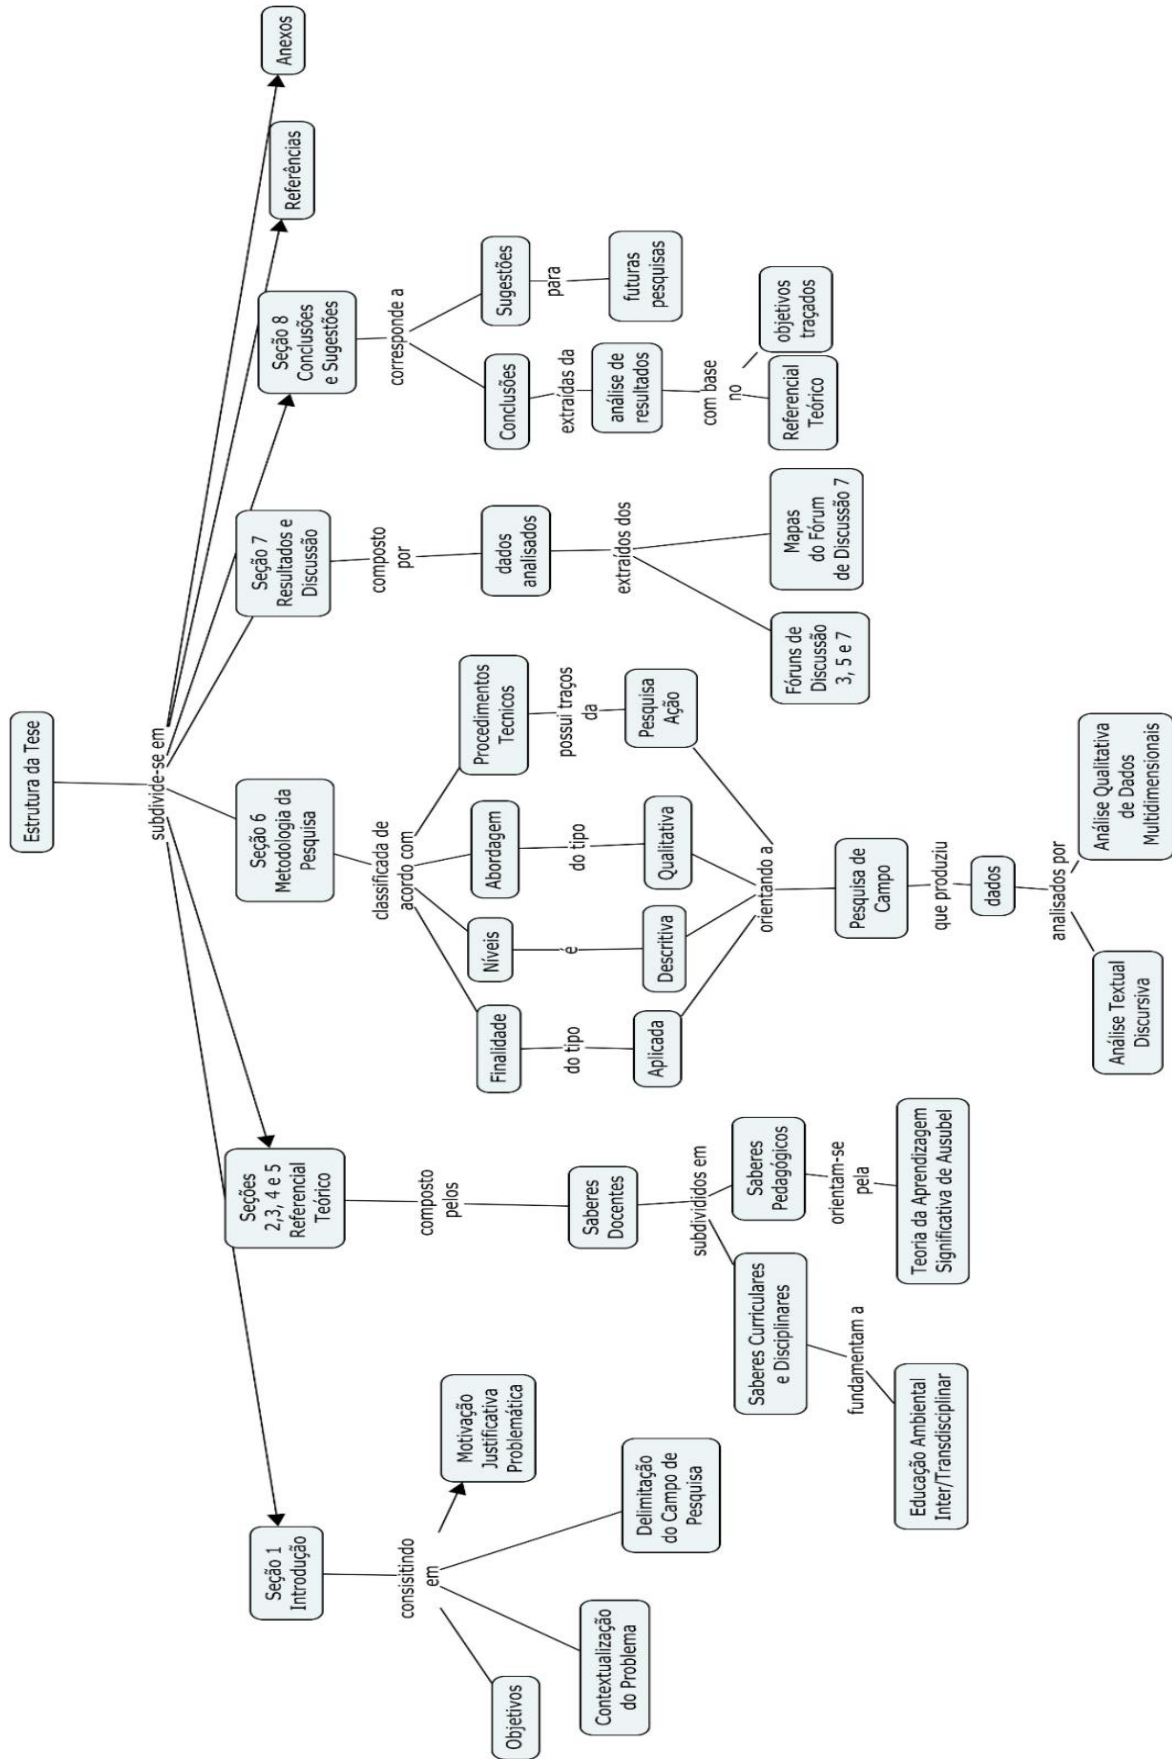 Estrutura da Tese
subdivide-se em
Seção 1
Introdução
consisitindo
em
Objetivos
Contextualização
do Problema
Delimitação
do Campo de
Pesquisa
Motivação
Justificativa
Problemática
Seções
2,3, 4 e 5
Referencial
Teórico
composto
pelos
Saberes
Docentes
subdivididos em
Saberes Curriculares
e Disciplinares
fundamentam a
Educação Ambiental
Inter/Transdisciplinar
Saberes
Pedagógicos
orientam-se
pela
Teoria da Aprendizagem
Significativa de Ausubel
Seção 6
Metodologia da
Pesquisa
classificada de
acordo com
Finalidade
do tipo
Aplicada
Níveis
e
Descritiva
Abordagem
do tipo
Qualitativa
Procedimentos
Tecnicos
possui traços
da
Pesquisa
Ação
orientando a
Pesquisa de
Campo
que produziu
dados
analisados por
Análise Textual
Discursiva
Análise Qualitativa
de Dados
Multidimensionais
Seção 7
Resultados e
Discussão
composto
por
dados
analisados
extraídos dos
Fóruns de
Discussão
3, 5 e 7
Mapas
do Fórum
de Discussão 7
Seção 8
Conclusões
e Sugestões
corresponde a
Conclusões
extraídas da
análise de
resultados
com base
no
Referencial
Teórico
objetivos
traçados
Sugestões
para
futuras
pesquisas
Referências
Anexos